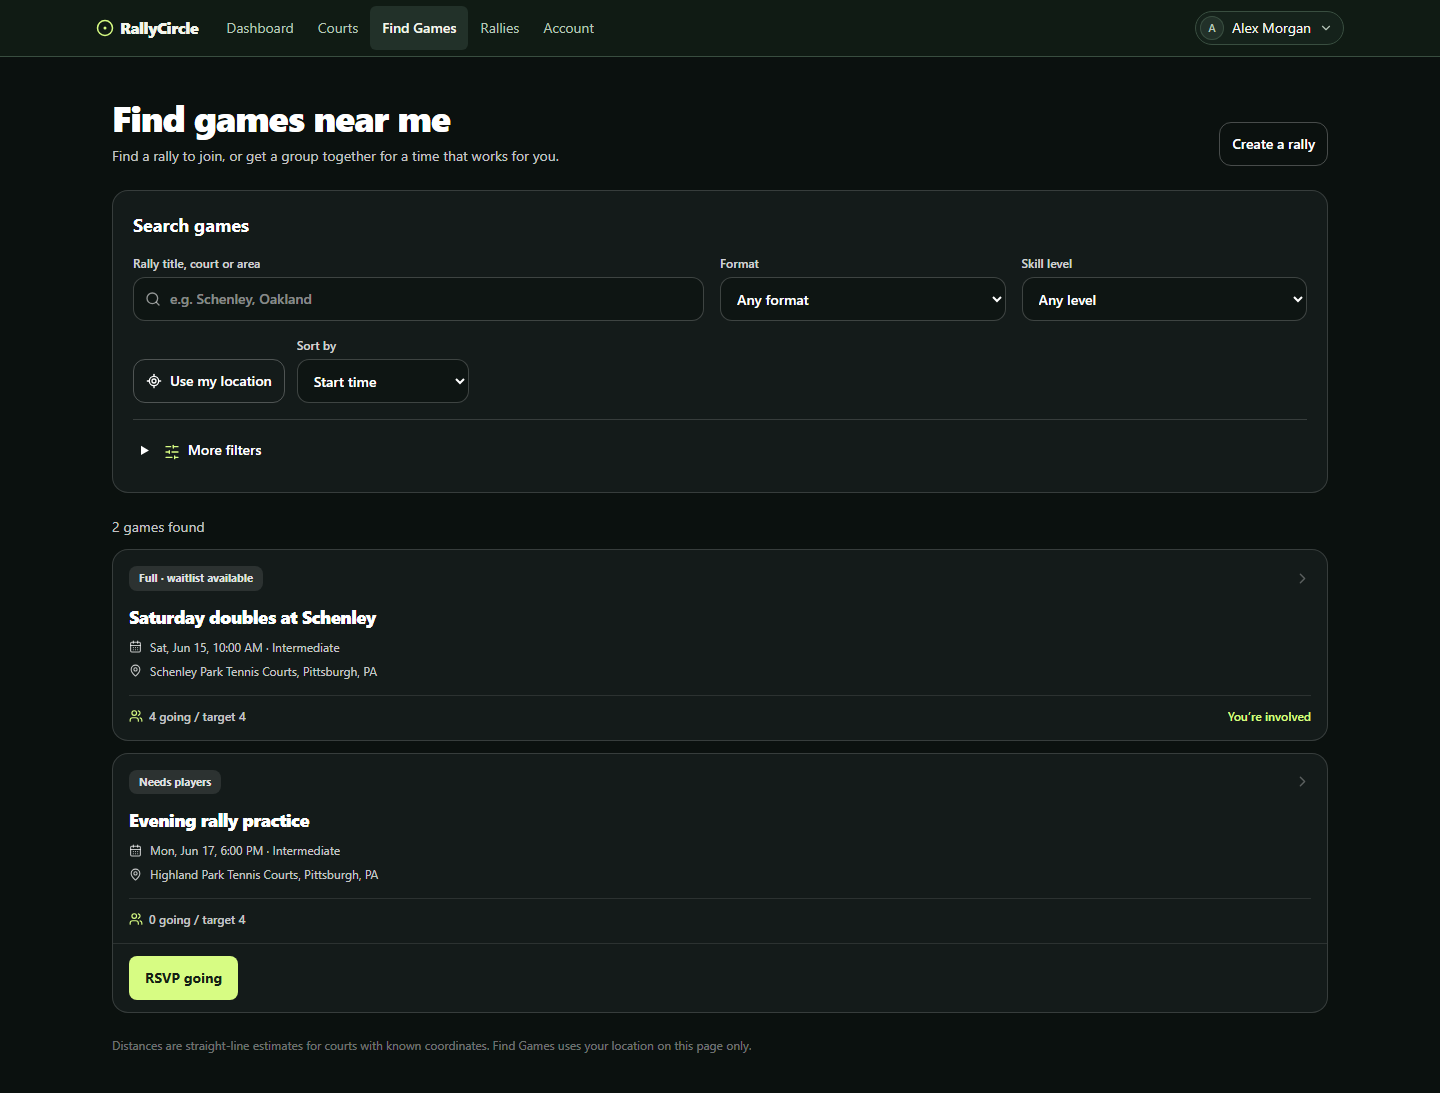 RallyCircle Dashboard Courts Find Games Rallies Account A Alex Morgan
Find games near me
Find a rally to join, or get a group together for a time that works for you.
Create a rally
Search games
Rally title, court or area Format Skill level
e.g. Schenley, Oakland Any format Any level
Sort by
Use my location Start time
More filters
2 games found
Full · waitlist available
Saturday doubles at Schenley
Sat, Jun 15, 10:00 AM · Intermediate
Schenley Park Tennis Courts, Pittsburgh, PA
4 going / target 4 You’re involved
Needs players
Evening rally practice
Mon, Jun 17, 6:00 PM · Intermediate
Highland Park Tennis Courts, Pittsburgh, PA
0 going / target 4
RSVP going
Distances are straight-line estimates for courts with known coordinates. Find Games uses your location on this page only.